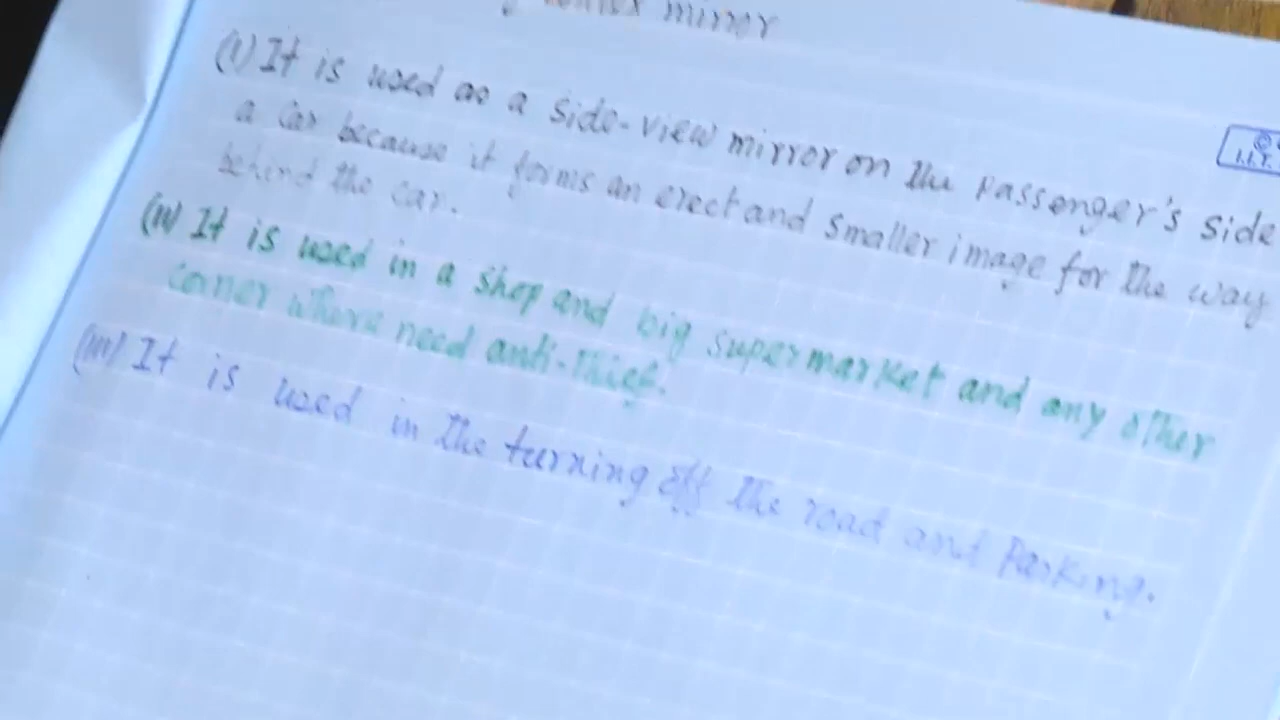 mirror
(i) It is used as a side-view mirror on the passenger's side
a car because it forms an erect and smaller image for the way
behind the car.
(ii) It is used in a shop and big supermarket and any other
corner where need anti-thief.
(iii) It is used in the turning off the road and Parking.